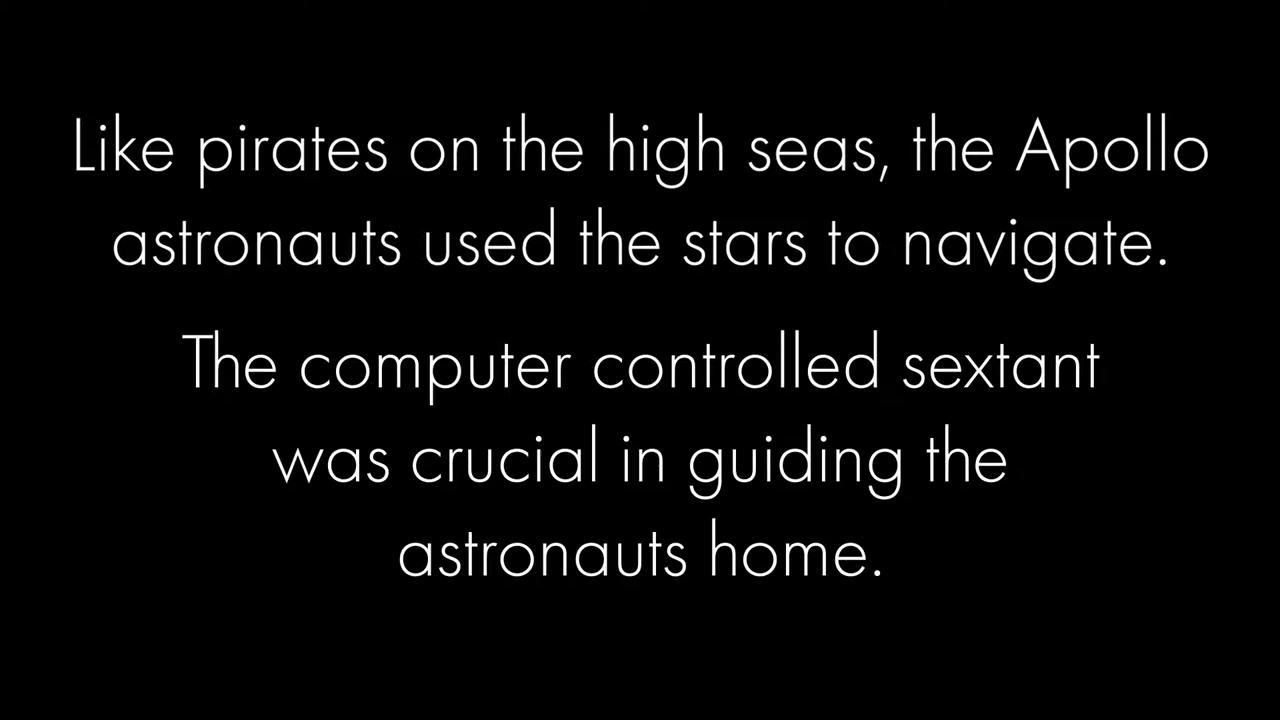 Like pirates on the high seas, the Apollo
astronauts used the stars to navigate.
The computer controlled sextant
was crucial in guiding the
astronauts home.